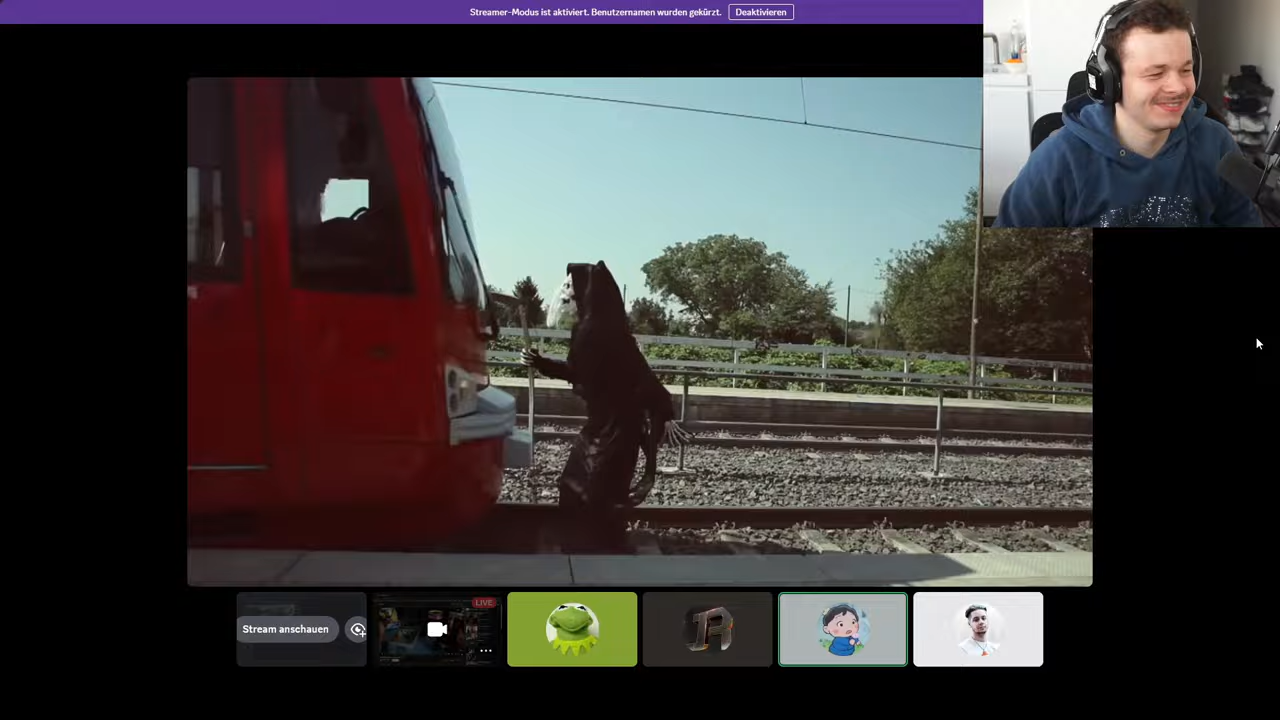 Streamer-Modus ist aktiviert. Benutzernamen wurden gekürzt. Deaktivieren
LIVE
Stream anschauen